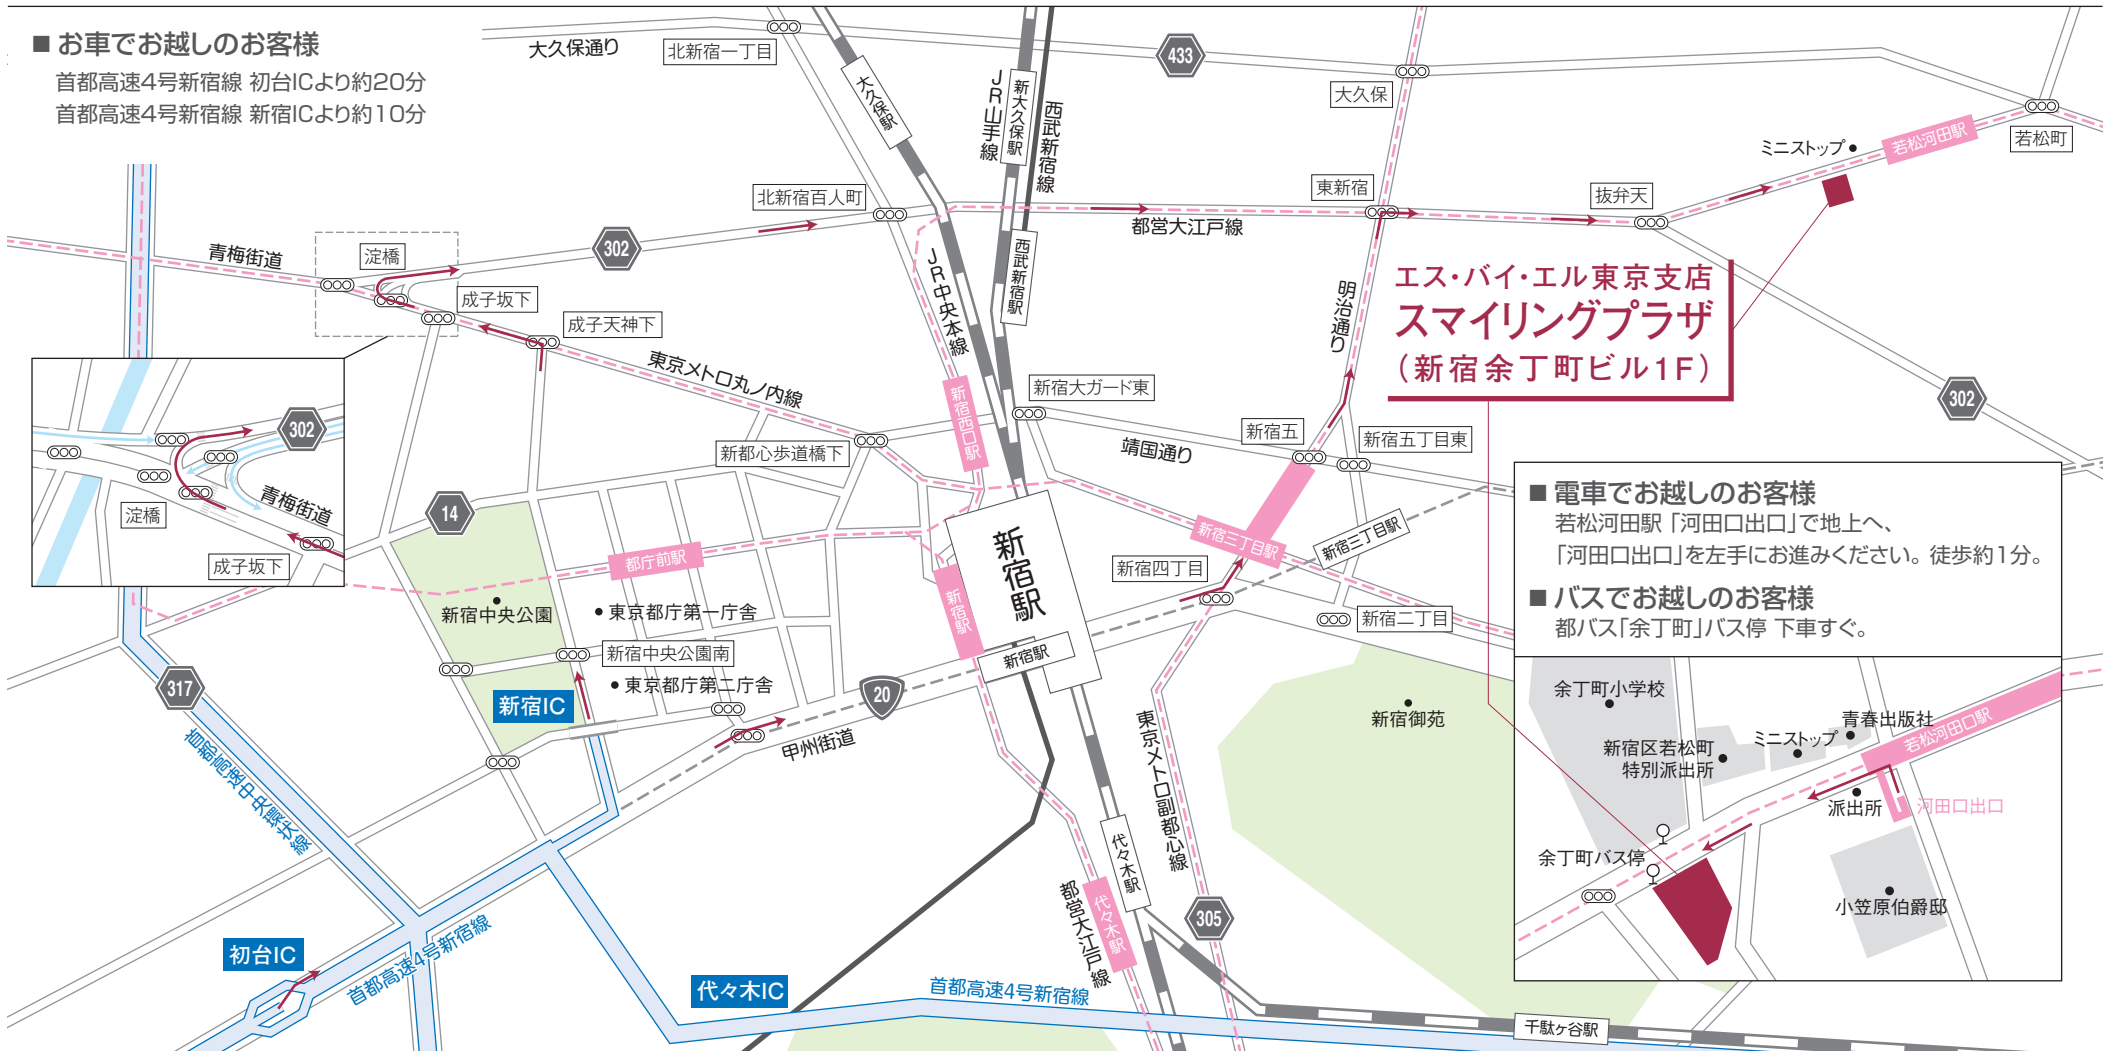 ■ お車でお越しのお客様
首都高速4号新宿線 初台ICより約20分
首都高速4号新宿線 新宿ICより約10分
大久保通り
北新宿一丁目
大久保駅
JR山手線
新大久保駅
西武新宿線
433
大久保
若松町
若松河田駅
ミニストップ
北新宿百人町
東新宿
抜弁天
都営大江戸線
青梅街道
淀橋
302
成子坂下
成子天神下
JR中央本線
西武新宿駅
明治通り
エス・バイ・エル東京支店
スマイリングプラザ
(新宿余丁町ビル1F)
302
東京メトロ丸ノ内線
新宿西口駅
新宿大ガード東
新宿五
新宿五丁目東
靖国通り
新都心歩道橋下
302
淀橋
青梅街道
成子坂下
14
都庁前駅
新宿駅
新宿駅
新宿駅
新宿三丁目駅
新宿三丁目駅
新宿四丁目
新宿二丁目
新宿中央公園
東京都庁第一庁舎
新宿中央公園南
東京都庁第二庁舎
新宿IC
317
20
甲州街道
首都高速中央環状線
新宿御苑
東京メトロ副都心線
305
代々木駅
代々木駅
都営大江戸線
初台IC
首都高速4号新宿線
代々木IC
首都高速4号新宿線
千駄ヶ谷駅
■ 電車でお越しのお客様
若松河田駅「河田口出口」で地上へ、
「河田口出口」を左手にお進みください。徒歩約1分。
■ バスでお越しのお客様
都バス「余丁町」バス停 下車すぐ。
余丁町小学校
青春出版社
ミニストップ
新宿区若松町
特別派出所
若松河田口駅
派出所
河田口出口
余丁町バス停
小笠原伯爵邸